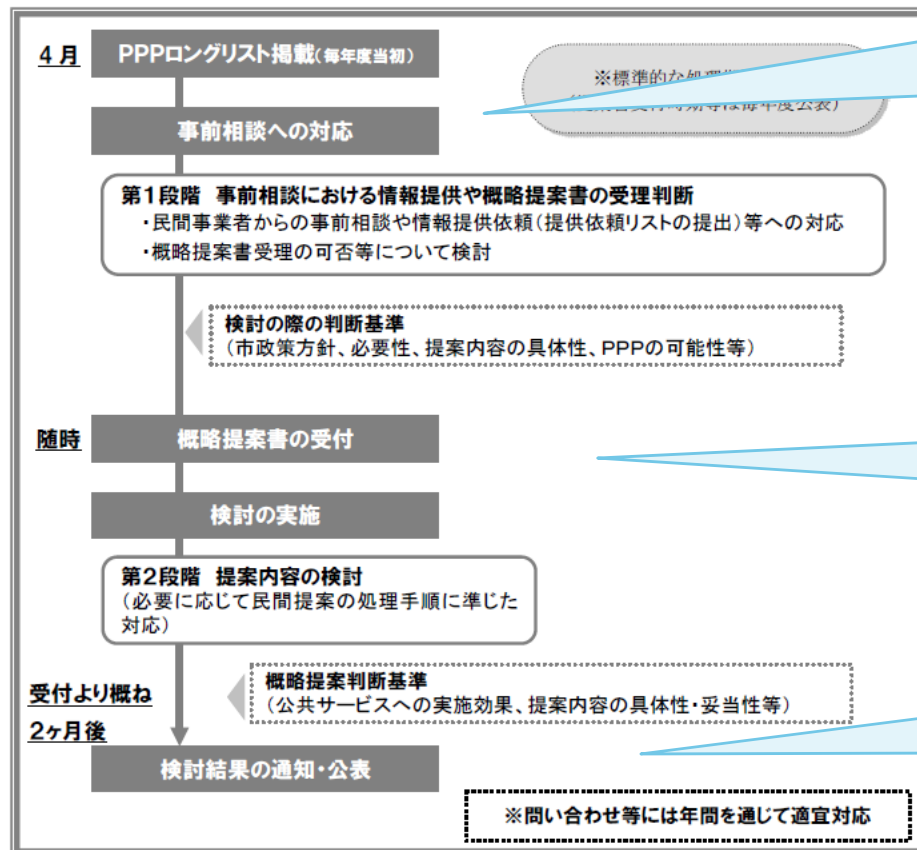 4月
PPPロングリスト掲載(毎年度当初)
※標準的な処理
受付時期等は毎年度公表)
事前相談への対応
第1段階 事前相談における情報提供や概略提案書の受理判断
・民間事業者からの事前相談や情報提供依頼(提供依頼リストの提出)等への対応
・概略提案書受理の可否等について検討
検討の際の判断基準
(市政策方針、必要性、提案内容の具体性、PPPの可能性等)
随時
概略提案書の受付
検討の実施
第2段階 提案内容の検討
(必要に応じて民間提案の処理手順に準じた
対応)
概略提案判断基準
(公共サービスへの実施効果、提案内容の具体性・妥当性等)
受付より概ね
2ヶ月後
検討結果の通知・公表
※問い合わせ等には年間を通じて適宜対応